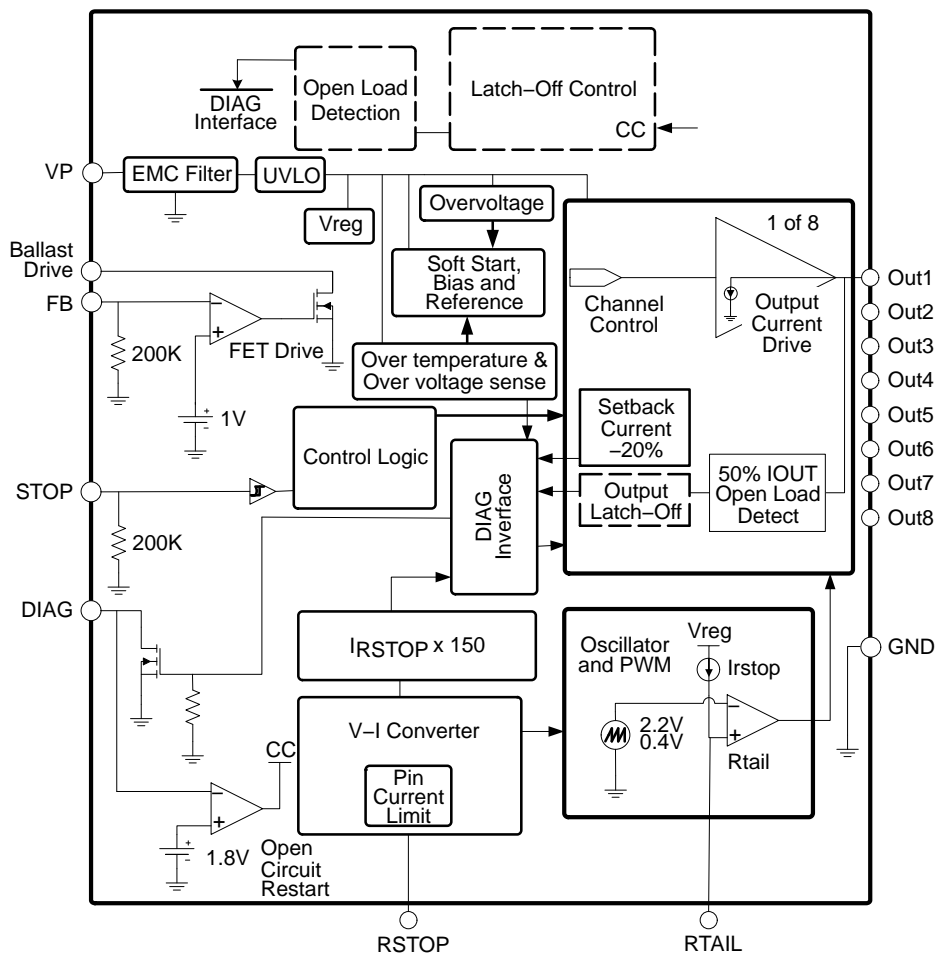 DIAG
Interface
Open Load
Detection
Latch−Off Control
CC
VP
EMC Filter
UVLO
Vreg
Overvoltage
Soft Start,
Bias and
Reference
Over temperature &
Over voltage sense
1 of 8
Channel
Control
Output
Current
Drive
Out1
Out2
Out3
Out4
Out5
Out6
Out7
Out8
Ballast
Drive
FB
200K
−
+
FET Drive
+
−
1V
Control Logic
Setback
Current
−20%
Output
Latch−Off
50% IOUT
Open Load
Detect
DIAG
Inverface
STOP
200K
DIAG
IRSTOP x 150
V−I Converter
Pin
Current
Limit
Oscillator
and PWM
Vreg
Irstop
2.2V
0.4V
−
+
Rtail
GND
CC
−
+
+
−
1.8V
Open
Circuit
Restart
RSTOP
RTAIL